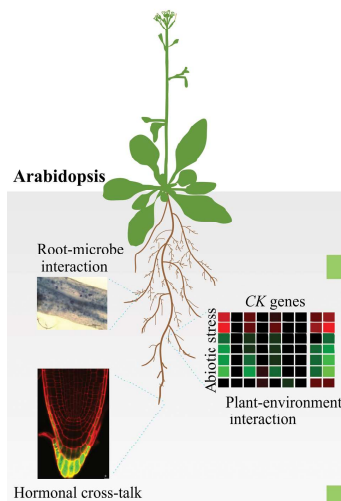 Arabidopsis
Root-microbe
interaction
CK genes
Abiotic stress
Plant-environment
interaction
Hormonal cross-talk